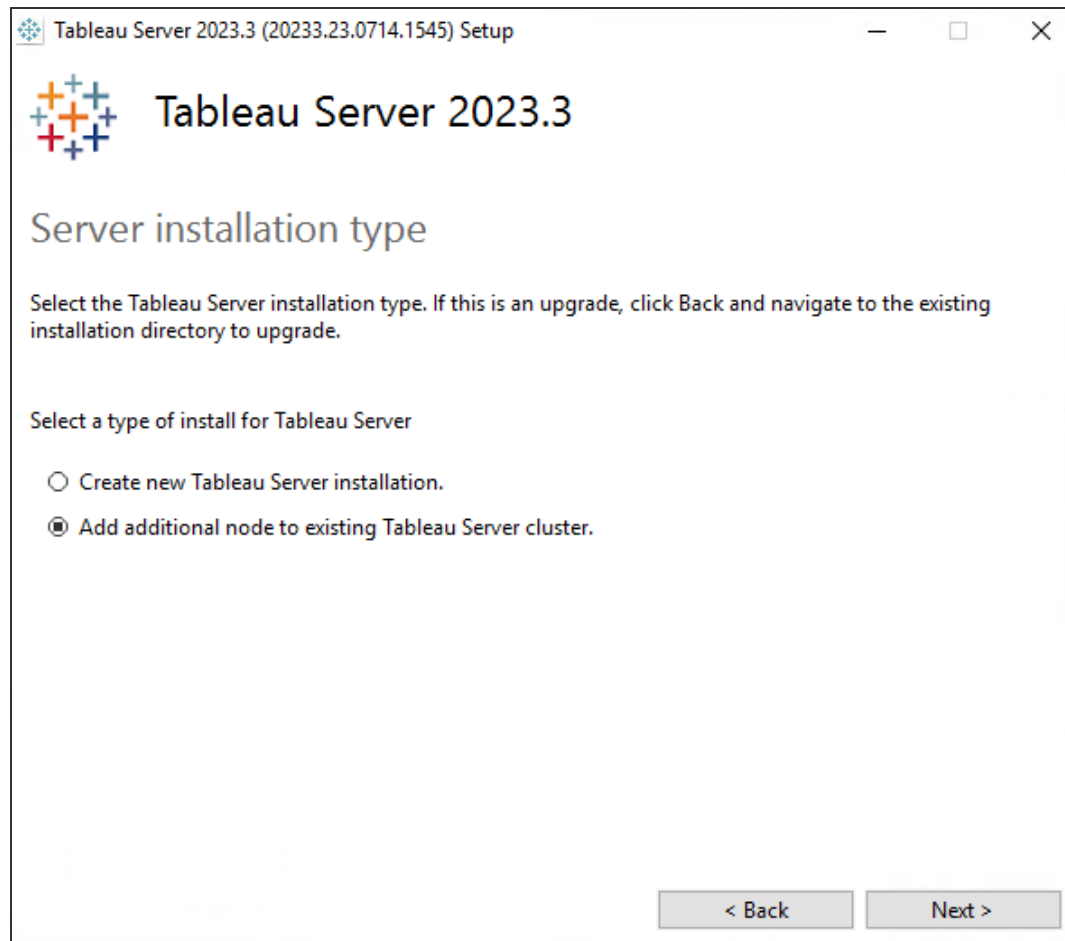 Tableau Server 2023.3 (20233.23.0714.1545) Setup
Tableau Server 2023.3
Server installation type
Select the Tableau Server installation type. If this is an upgrade, click Back and navigate to the existing
installation directory to upgrade.
Select a type of install for Tableau Server
Create new Tableau Server installation.
Add additional node to existing Tableau Server cluster.
< Back
Next >